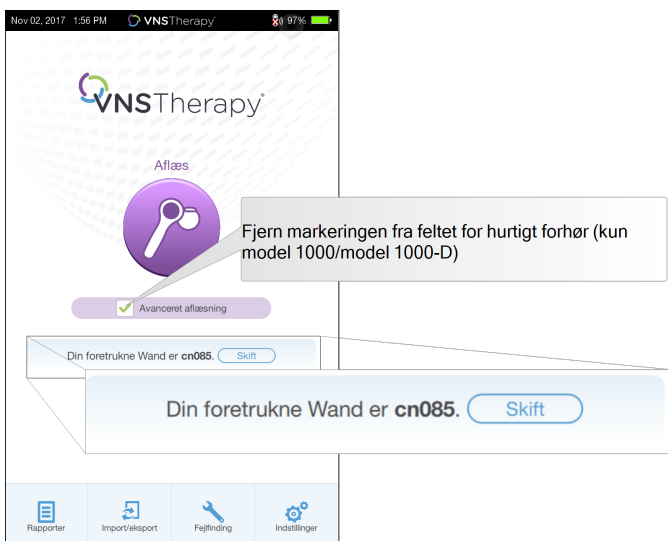 Nov 02, 2017 1:56 PM VNSTherapy 97%
VNSTherapy
Aflæs
Fjern markeringen fra feltet for hurtigt forhør (kun
model 1000/model 1000-D)
Avanceret aflæsning
Din foretrukne Wand er cn085. Skift
Din foretrukne Wand er cn085. Skift
Rapporter Import/eksport Fejlfinding Indstillinger